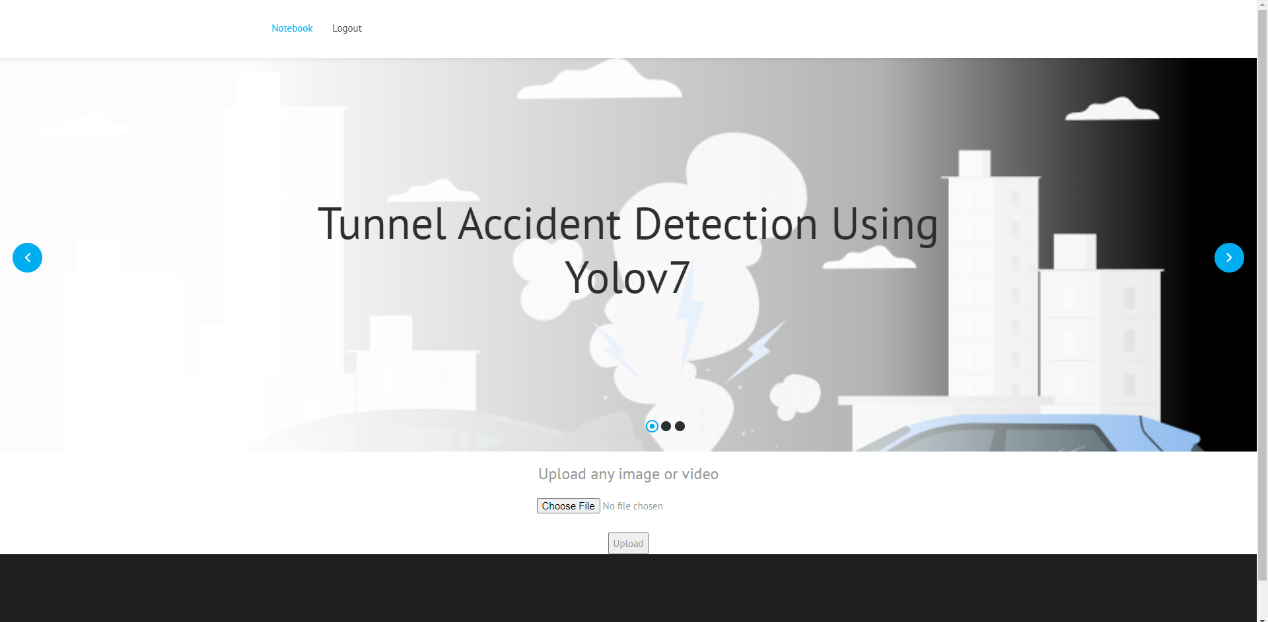 Notebook Logout
Tunnel Accident Detection Using
Yolov7
Upload any image or video
Choose File No file chosen
Upload